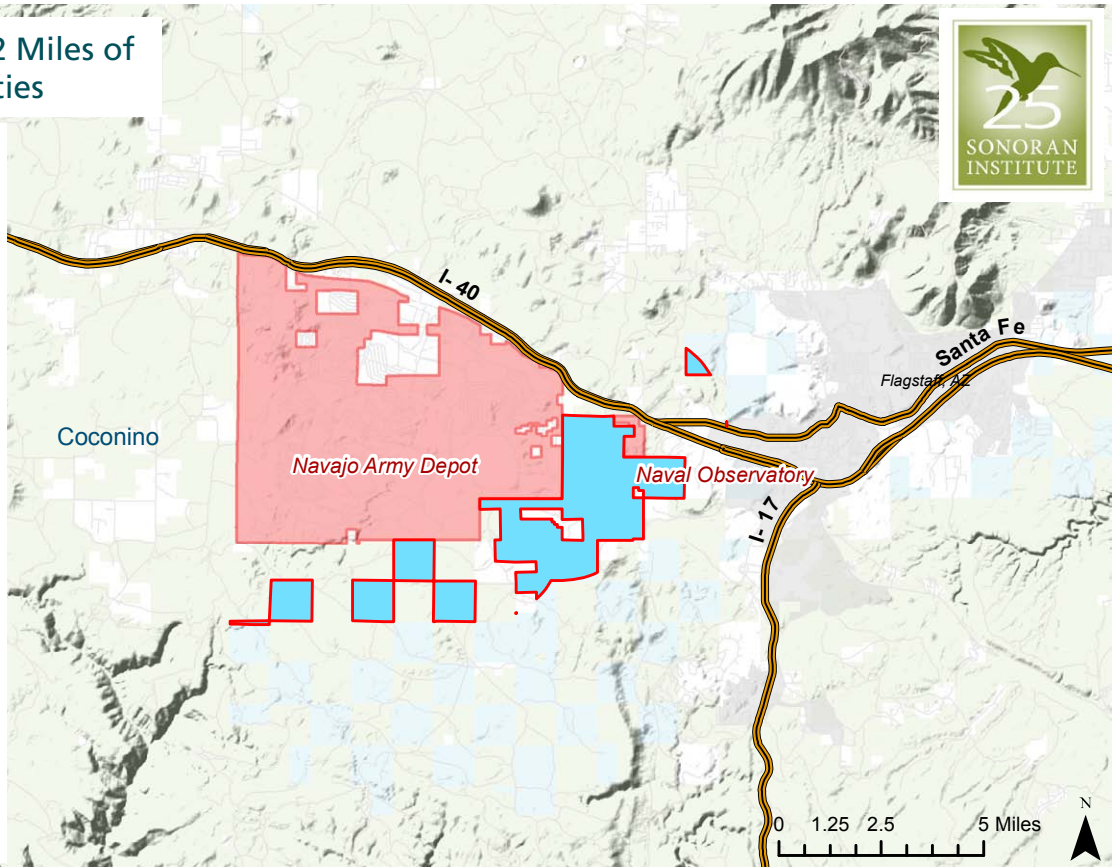 2 Miles of
ties
25
SONORAN
INSTITUTE
I- 40
Santa Fe
Flagstaff, AZ
Coconino
Navajo Army Depot
Naval Observatory
I- 17
0 1.25 2.5 5 Miles
N